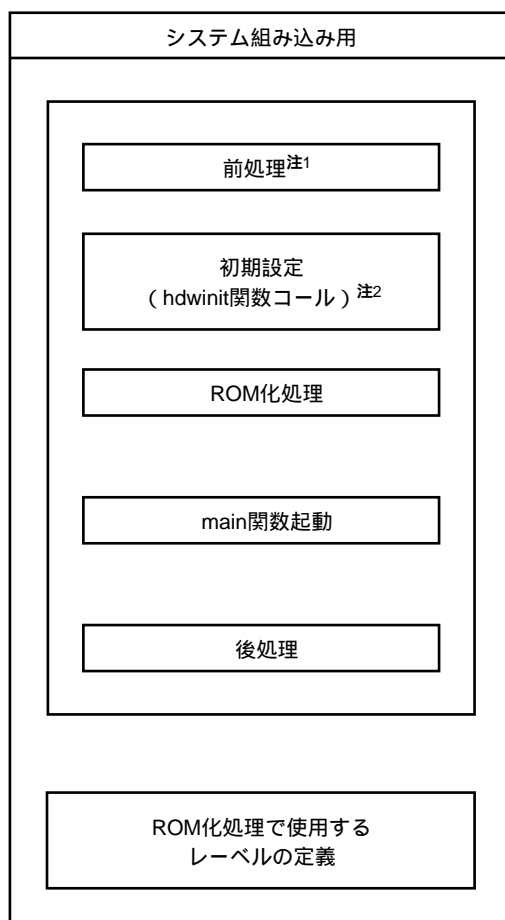 システム組み込み用
前処理注1
初期設定
（hdwinit関数コール）注2
ROM化処理
main関数起動
後処理
ROM化処理で使用する
レーベルの定義